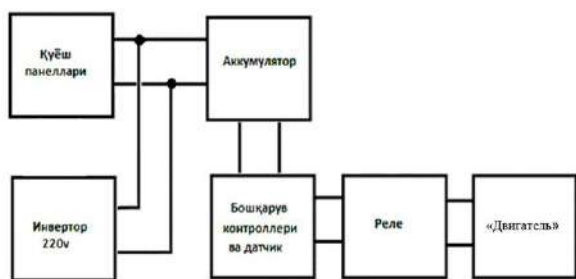 Қуёш
панеллари
Аккумулятор
Инвертор
220v
Бошқарув
контроллери
ва датчик
Реле
«Двигатель»